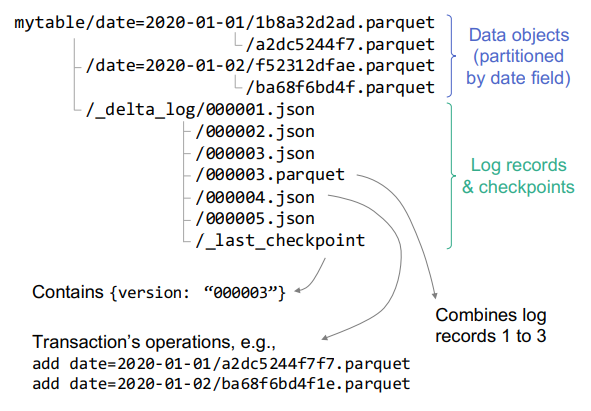 mytable/date=2020-01-01/1b8a32d2ad.parquet
/a2dc5244f7.parquet
/date=2020-01-02/f52312dfae.parquet
/ba68f6bd4f.parquet
/_delta_log/000001.json
/000002.json
/000003.json
/000003.parquet
/000004.json
/000005.json
/_last_checkpoint
Data objects
(partitioned
by date field)
Log records
& checkpoints
Contains {version: “000003”}
Combines log
records 1 to 3
Transaction’s operations, e.g.,
add date=2020-01-01/a2dc5244f7f7.parquet
add date=2020-01-02/ba68f6bd4f1e.parquet